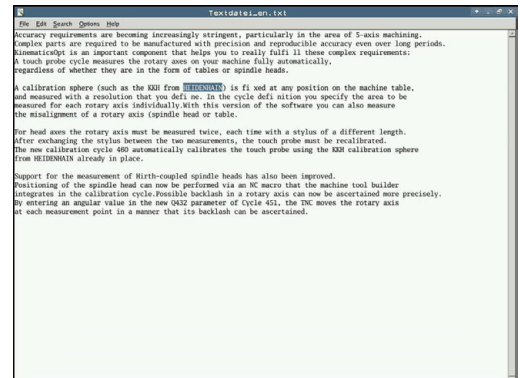 Textdatei_en.txt
File Edit Search Options Help
Accuracy requirements are becoming increasingly stringent, particularly in the area of 5-axis machining.
Complex parts are required to be manufactured with precision and reproducible accuracy even over long periods.
KinematicsOpt is an important component that helps you to really fulfi ll these complex requirements:
A touch probe cycle measures the rotary axes on your machine fully automatically,
regardless of whether they are in the form of tables or spindle heads.
A calibration sphere (such as the KKH from HEIDENHAIN) is fi xed at any position on the machine table,
and measured with a resolution that you defi ne. In the cycle defi nition you specify the area to be
measured for each rotary axis individually.With this version of the software you can also measure
the misalignment of a rotary axis (spindle head or table.
For head axes the rotary axis must be measured twice, each time with a stylus of a different length.
After exchanging the stylus between the two measurements, the touch probe must be recalibrated.
The new calibration cycle 460 automatically calibrates the touch probe using the KKH calibration sphere
from HEIDENHAIN already in place.
Support for the measurement of Hirth-coupled spindle heads has also been improved.
Positioning of the spindle head can now be performed via an NC macro that the machine tool builder
integrates in the calibration cycle.Possible backlash in a rotary axis can now be ascertained more precisely.
By entering an angular value in the new Q432 parameter of Cycle 451, the TNC moves the rotary axis
at each measurement point in a manner that its backlash can be ascertained.